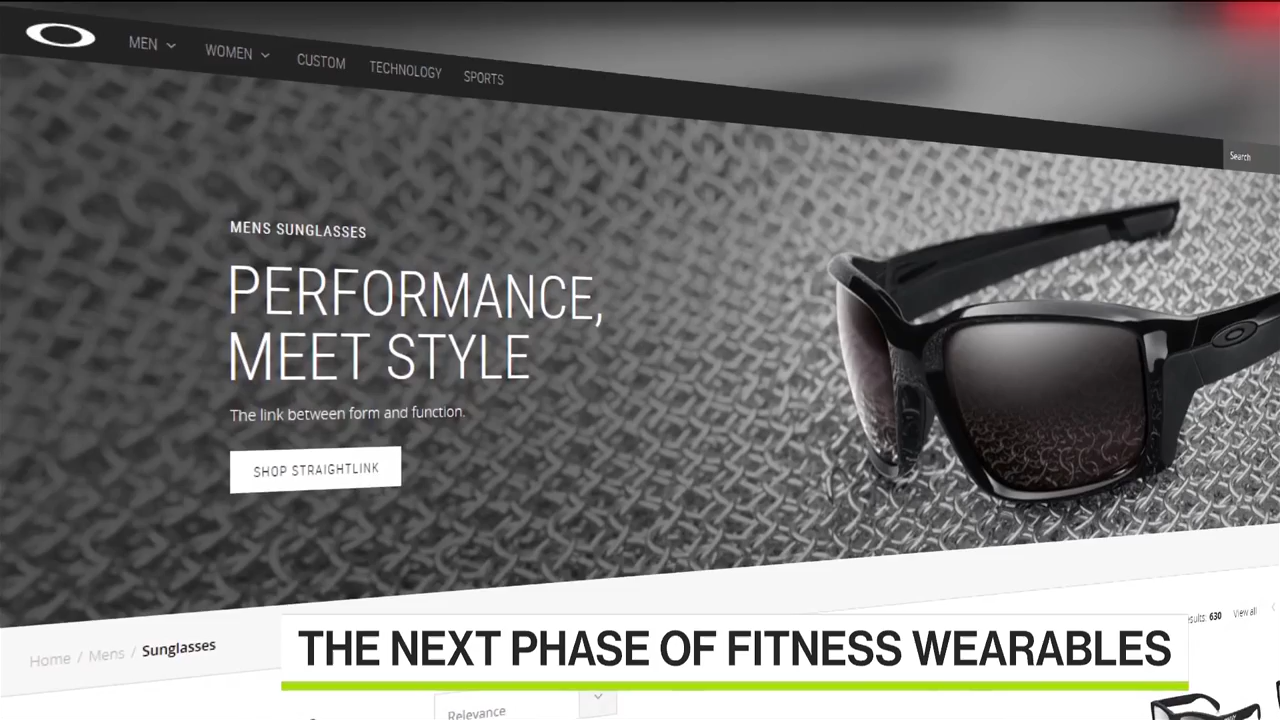 MEN
WOMEN
CUSTOM
TECHNOLOGY
SPORTS
Search
MENS SUNGLASSES
PERFORMANCE,
MEET STYLE
The link between form and function.
SHOP STRAIGHTLINK
Home / Mens / Sunglasses
630
View all
THE NEXT PHASE OF FITNESS WEARABLES
Relevance